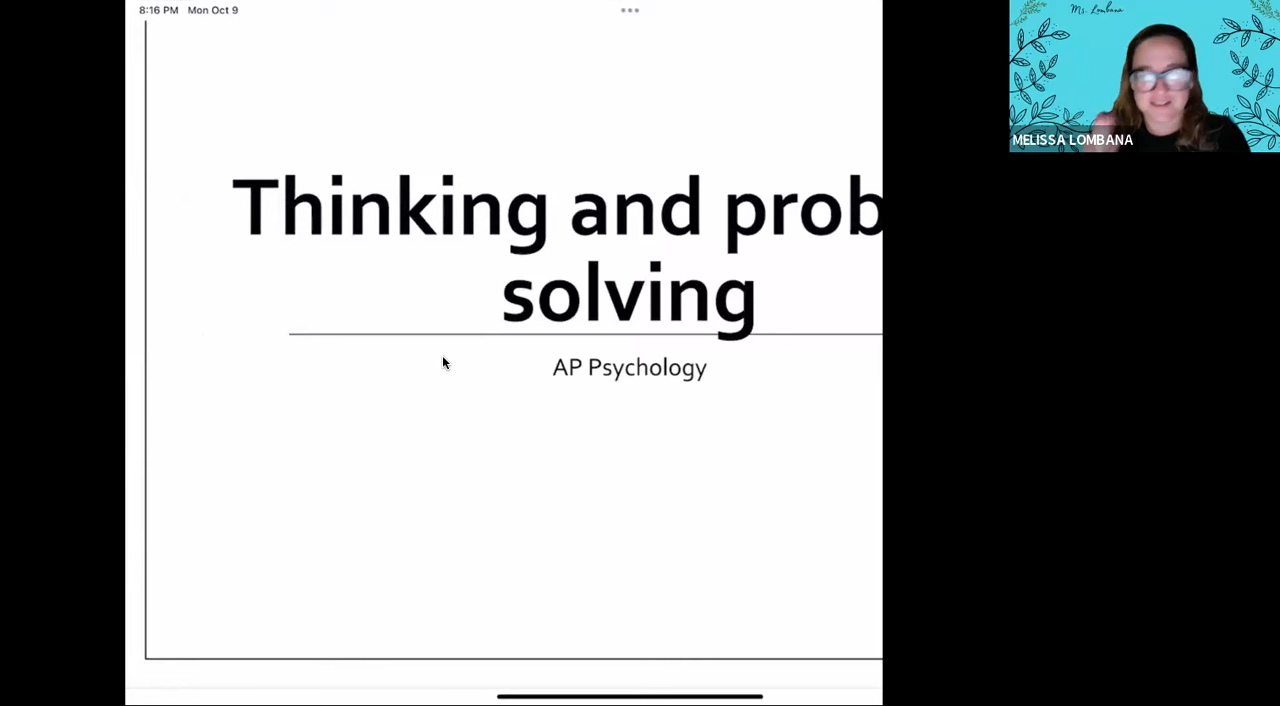 8:16 PM Mon Oct 9
Ms. Lombana
MELISSA LOMBANA
Thinking and prob
solving
AP Psychology